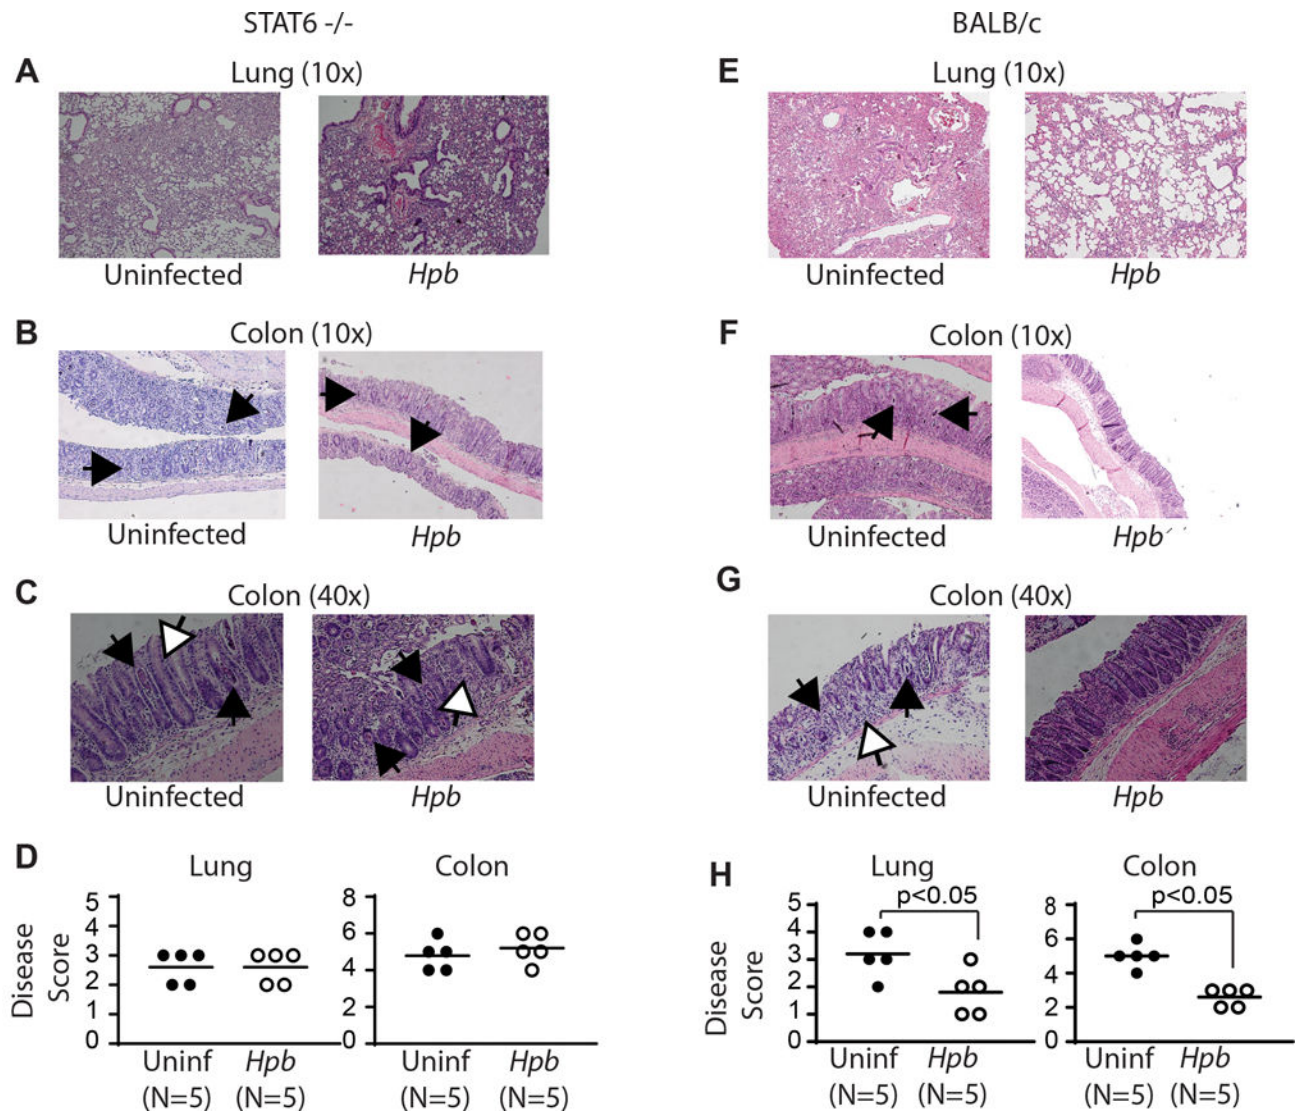 STAT6 -/-
BALB/c
A
Lung (10x)
Uninfected
Hpb
B
Colon (10x)
Uninfected
Hpb
C
Colon (40x)
Uninfected
Hpb
D
Lung
Colon
Disease
Score
5
4
3
2
1
0
8
6
4
2
0
Uninf
Hpb
Uninf
Hpb
(N=5)
(N=5)
(N=5)
(N=5)
E
Lung (10x)
Uninfected
Hpb
F
Colon (10x)
Uninfected
Hpb
G
Colon (40x)
Uninfected
Hpb
H
Lung
Colon
p<0.05
p<0.05
Disease
Score
5
4
3
2
1
0
8
6
4
2
0
Uninf
Hpb
Uninf
Hpb
(N=5)
(N=5)
(N=5)
(N=5)